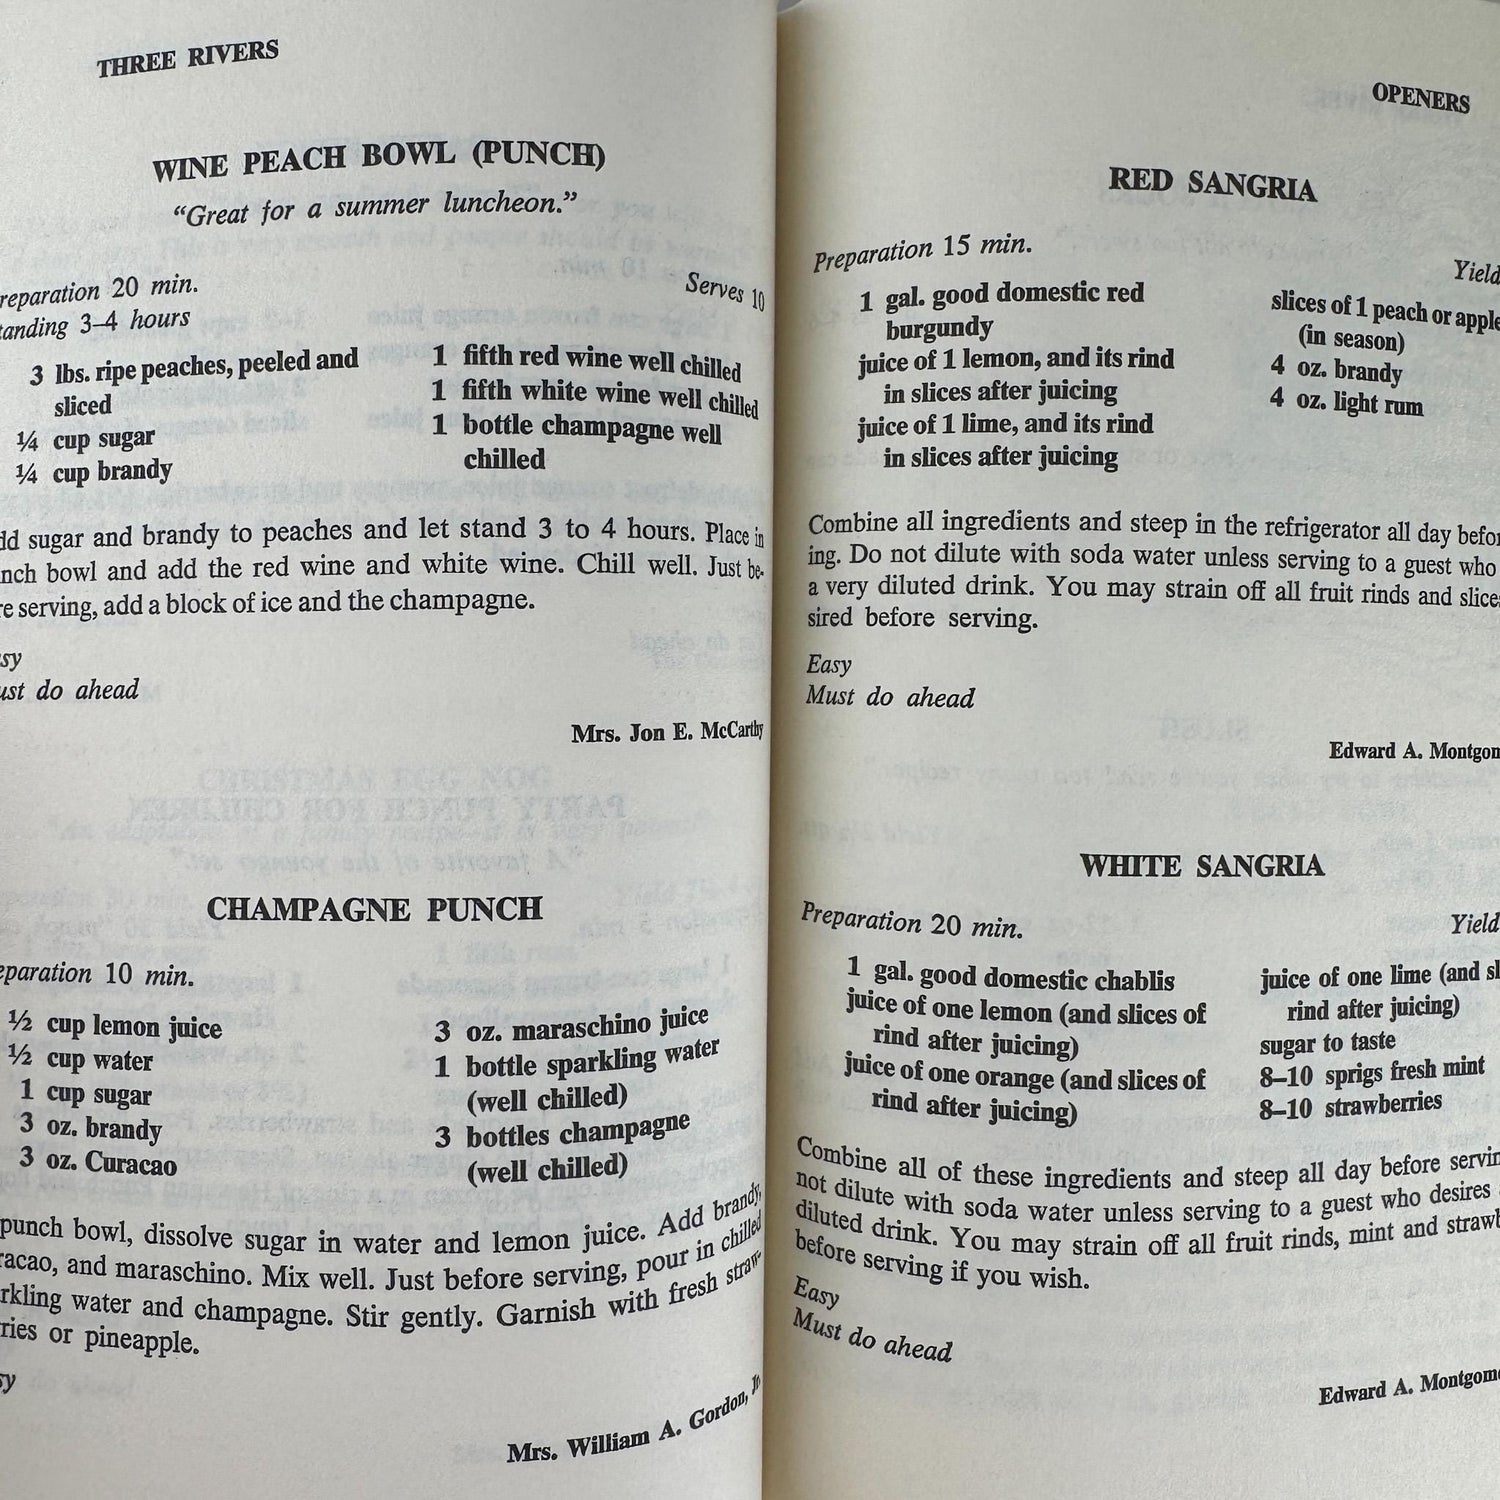 THREE RIVERS
WINE PEACH BOWL (PUNCH)
“Great for a summer luncheon.”
reparation 20 min.
Serves 10
tanding 3–4 hours
3 lbs. ripe peaches, peeled and
sliced
¼ cup sugar
¼ cup brandy
1 fifth red wine well chilled
1 fifth white wine well chilled
1 bottle champagne well
chilled
dd sugar and brandy to peaches and let stand 3 to 4 hours. Place in
nch bowl and add the red wine and white wine. Chill well. Just be-
re serving, add a block of ice and the champagne.
sy
ust do ahead
Mrs. Jon E. McCarthy
CHAMPAGNE PUNCH
eparation 10 min.
½ cup lemon juice
½ cup water
1 cup sugar
3 oz. brandy
3 oz. Curacao
3 oz. maraschino juice
1 bottle sparkling water
(well chilled)
3 bottles champagne
(well chilled)
punch bowl, dissolve sugar in water and lemon juice. Add brandy,
racao, and maraschino. Mix well. Just before serving, pour in chilled
rkling water and champagne. Stir gently. Garnish with fresh straw-
ries or pineapple.
sy
Mrs. William A. Gordon, Jr.
OPENERS
RED SANGRIA
Preparation 15 min.
Yield
1 gal. good domestic red
burgundy
juice of 1 lemon, and its rind
in slices after juicing
juice of 1 lime, and its rind
in slices after juicing
slices of 1 peach or apple
(in season)
4 oz. brandy
4 oz. light rum
Combine all ingredients and steep in the refrigerator all day befor
ing. Do not dilute with soda water unless serving to a guest who
a very diluted drink. You may strain off all fruit rinds and slices
sired before serving.
Easy
Must do ahead
Edward A. Montgom
WHITE SANGRIA
Preparation 20 min.
Yield
1 gal. good domestic chablis
juice of one lemon (and slices of
rind after juicing)
juice of one orange (and slices of
rind after juicing)
juice of one lime (and sl
rind after juicing)
sugar to taste
8–10 sprigs fresh mint
8–10 strawberries
Combine all of these ingredients and steep all day before servin
not dilute with soda water unless serving to a guest who desires
diluted drink. You may strain off all fruit rinds, mint and strawb
before serving if you wish.
Easy
Must do ahead
Edward A. Montgome